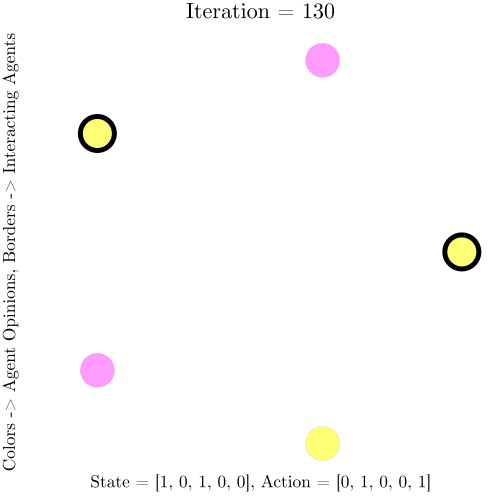 Iteration = 130
Colors -> Agent Opinions, Borders -> Interacting Agents
State = [1, 0, 1, 0, 0], Action = [0, 1, 0, 0, 1]